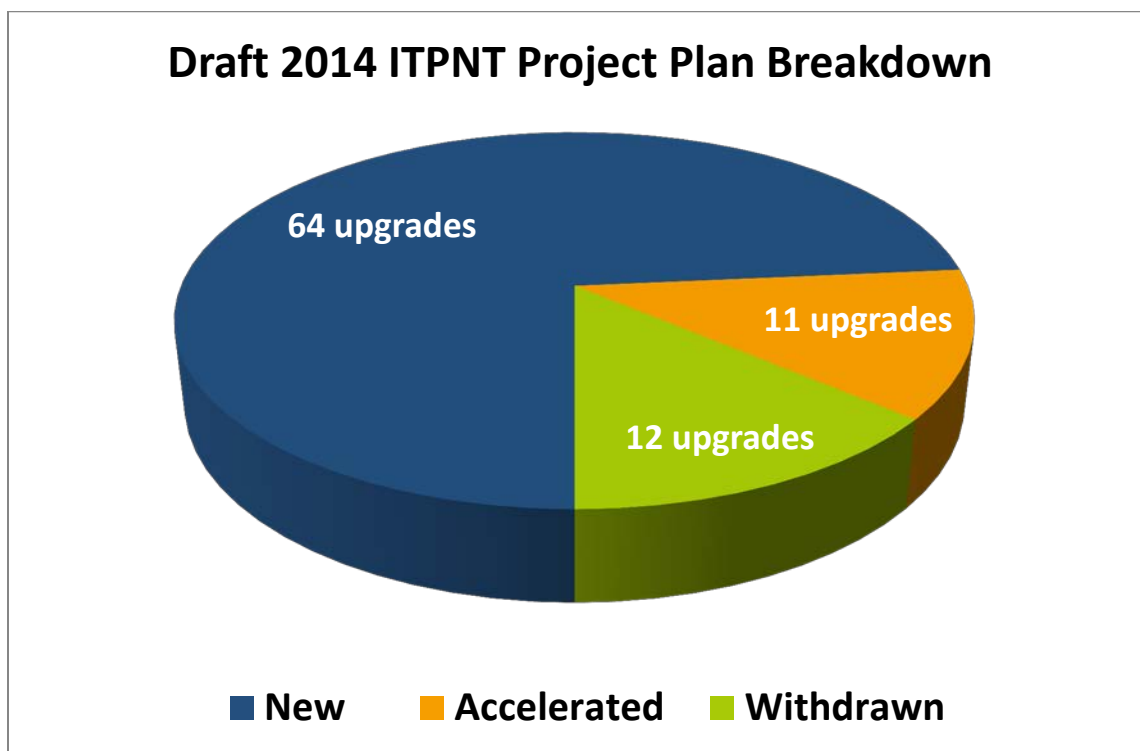 Draft 2014 ITPNT Project Plan Breakdown
64 upgrades
11 upgrades
12 upgrades
New Accelerated Withdrawn